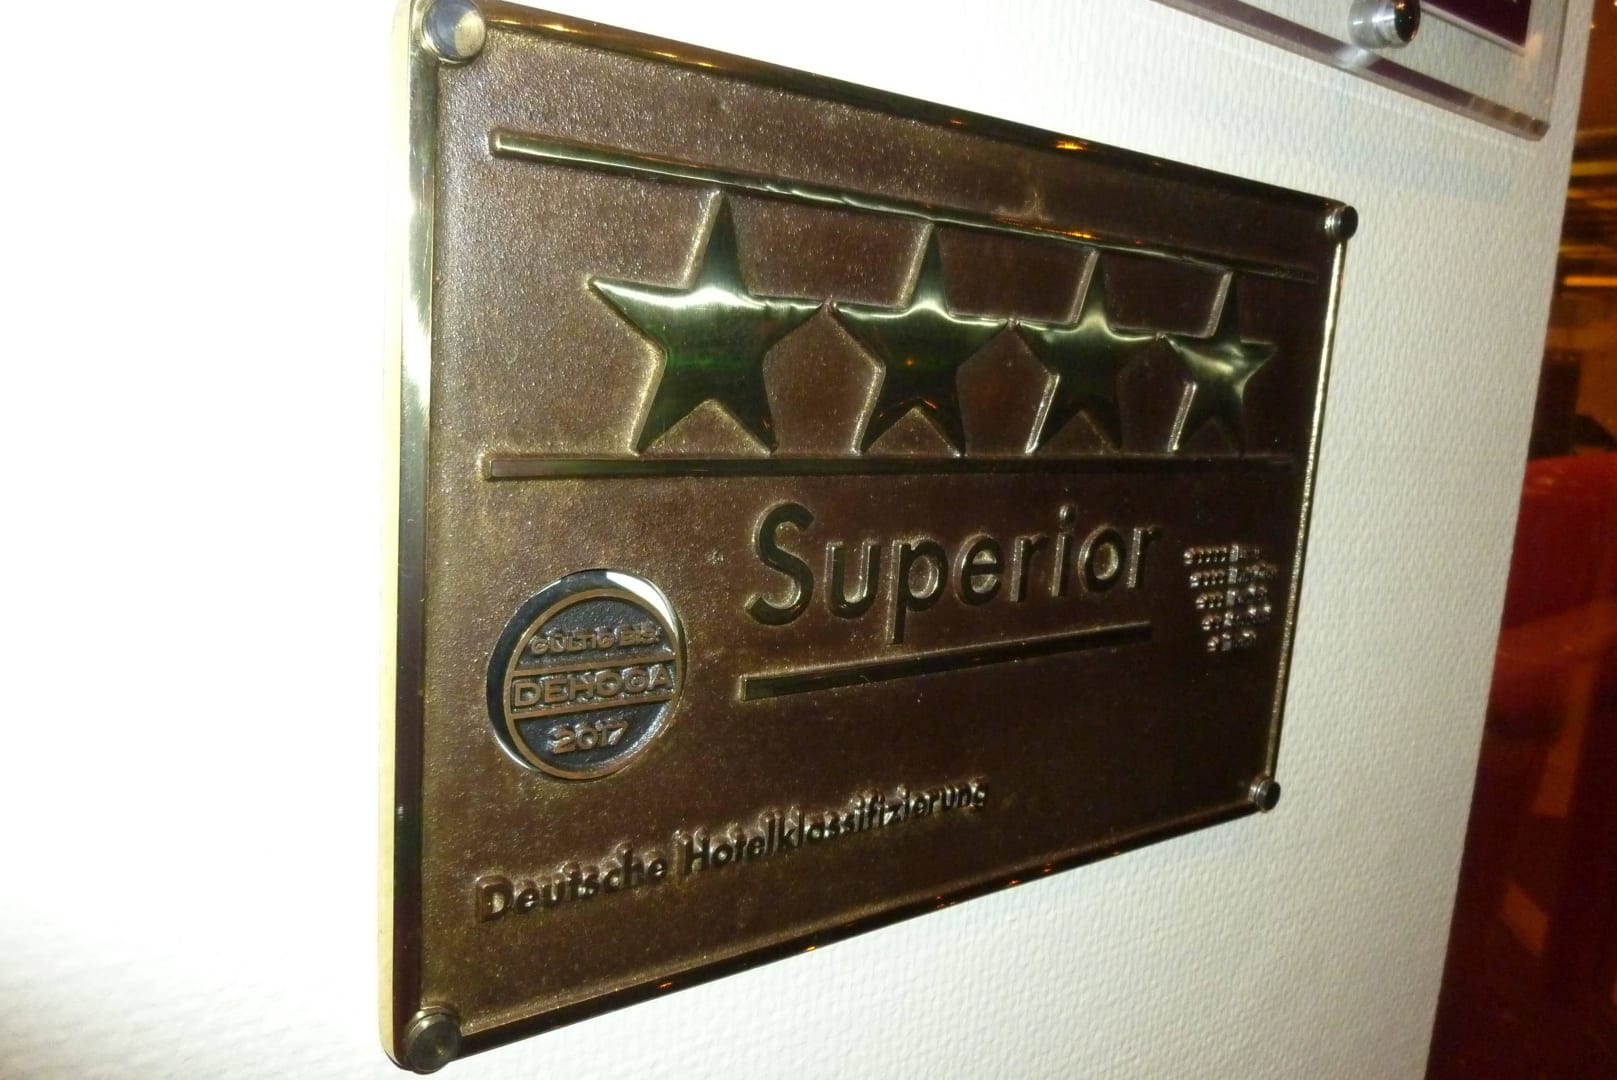 Superior
GÜLTIG BIS:
DEHOGA
2017
Deutsche Hotelklassifizierung